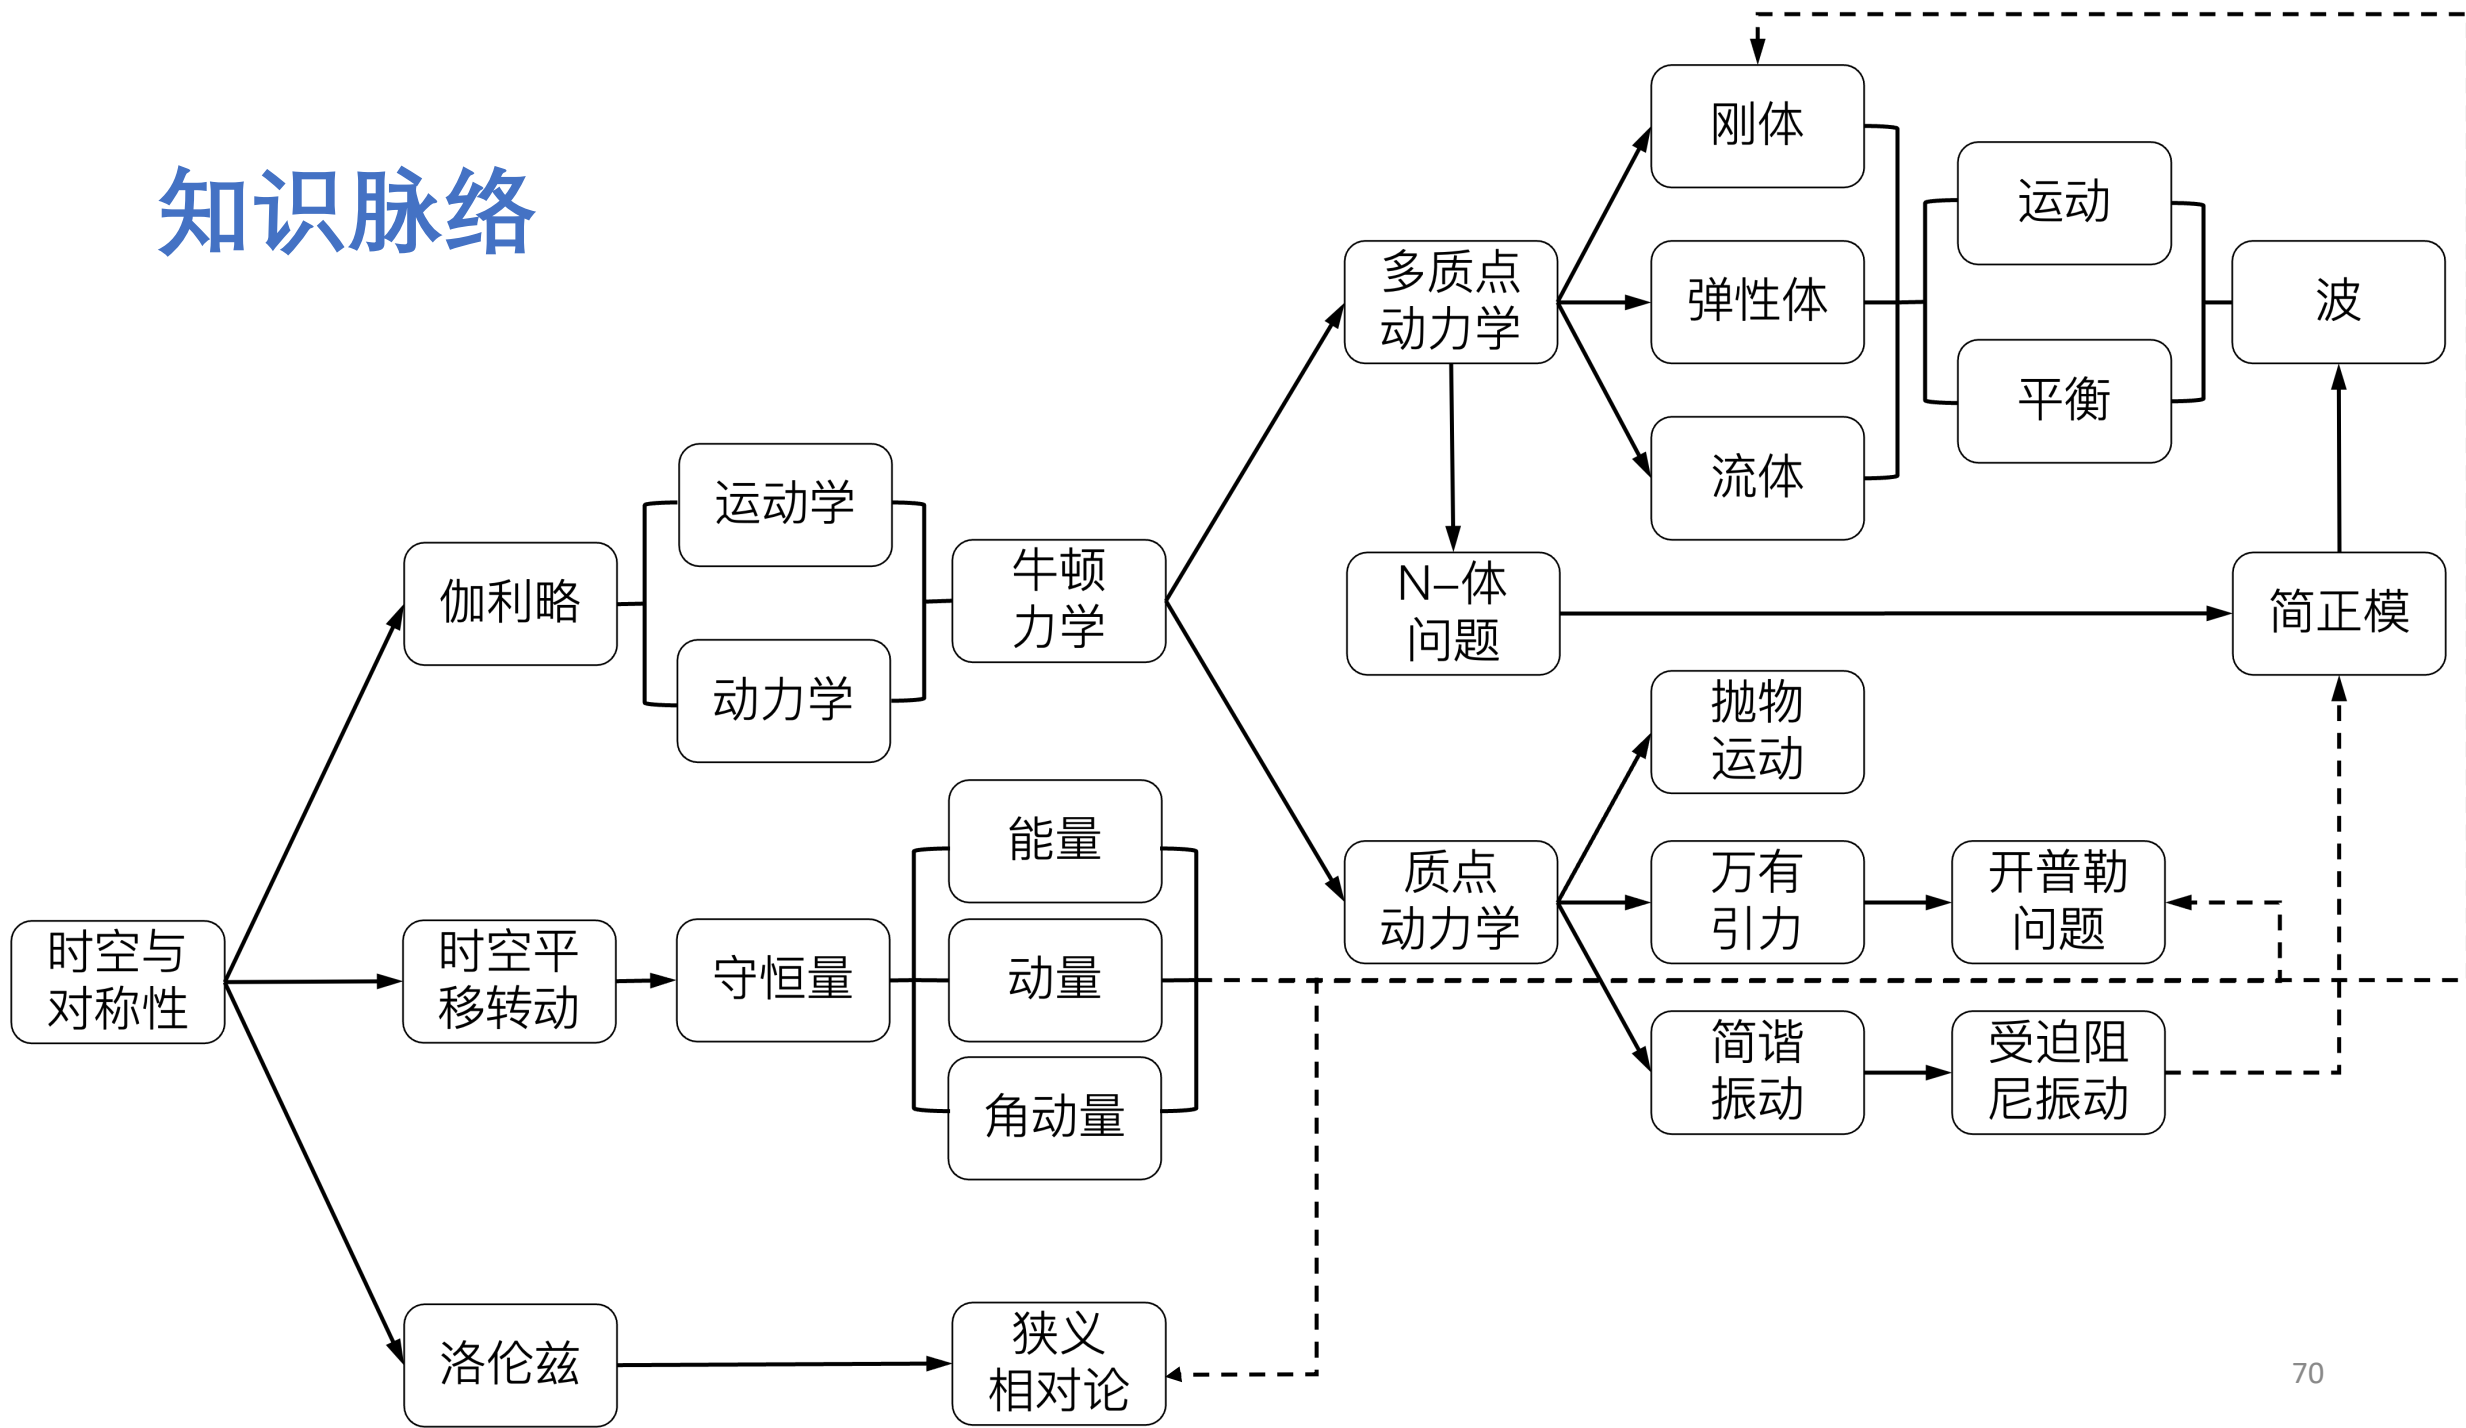 知识脉络
时空与
对称性
伽利略
时空平
移转动
洛伦兹
运动学
动力学
守恒量
牛顿
力学
能量
动量
角动量
狭义
相对论
多质点
动力学
N–体
问题
质点
动力学
刚体
弹性体
流体
抛物
运动
万有
引力
简谐
振动
运动
平衡
开普勒
问题
受迫阻
尼振动
波
简正模
70